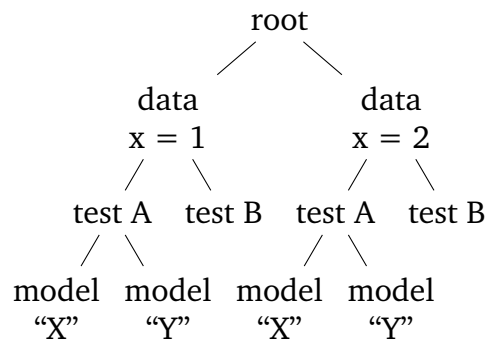 root
data data
x = 1 x = 2
test A test B test A test B
model model model model
“X” “Y” “X” “Y”